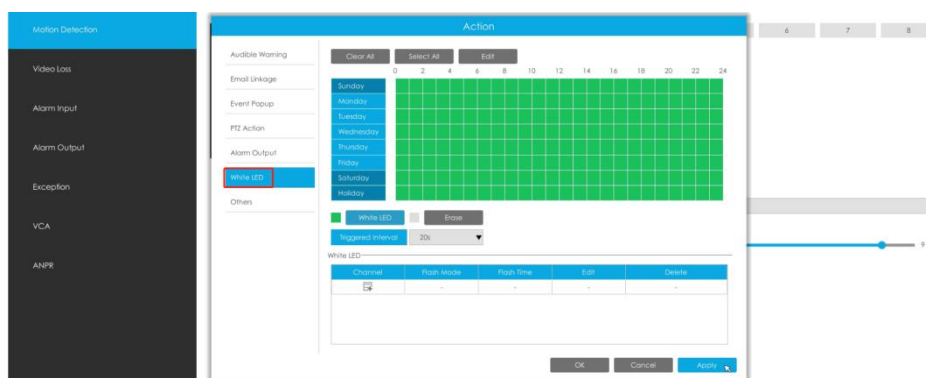 Motion Detection
Video Loss
Alarm Input
Alarm Output
Exception
VCA
ANPR
Action
Audible Warning
Email Linkage
Event Popup
PTZ Action
Alarm Output
White LED
Others
Clear All Select All Edit
0 2 4 6 8 10 12 14 16 18 20 22 24
Sunday
Monday
Tuesday
Wednesday
Thursday
Friday
Saturday
Holiday
White LED Erase
Triggered Interval 20s
White LED
Channel Flash Mode Flash Time Edit Delete
- - - -
OK Cancel Apply
6 7 8
9